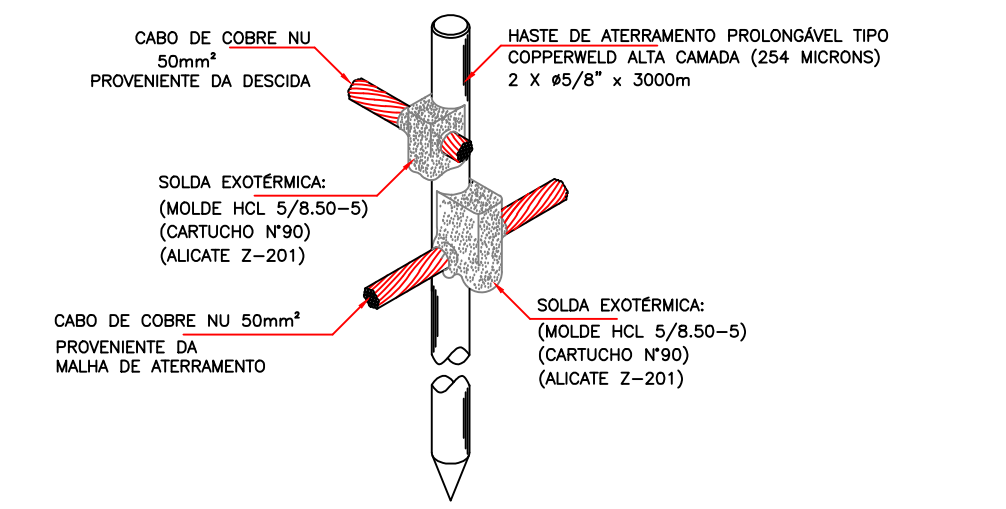 CABO DE COBRE NU
50mm²
PROVENIENTE DA DESCIDA
HASTE DE ATERRAMENTO PROLONGÁVEL TIPO
COPPERWELD ALTA CAMADA (254 MICRONS)
2 X ø5/8" x 3000m
SOLDA EXOTÉRMICA:
(MOLDE HCL 5/8.50-5)
(CARTUCHO N°90)
(ALICATE Z-201)
CABO DE COBRE NU 50mm²
PROVENIENTE DA
MALHA DE ATERRAMENTO
SOLDA EXOTÉRMICA:
(MOLDE HCL 5/8.50-5)
(CARTUCHO N°90)
(ALICATE Z-201)